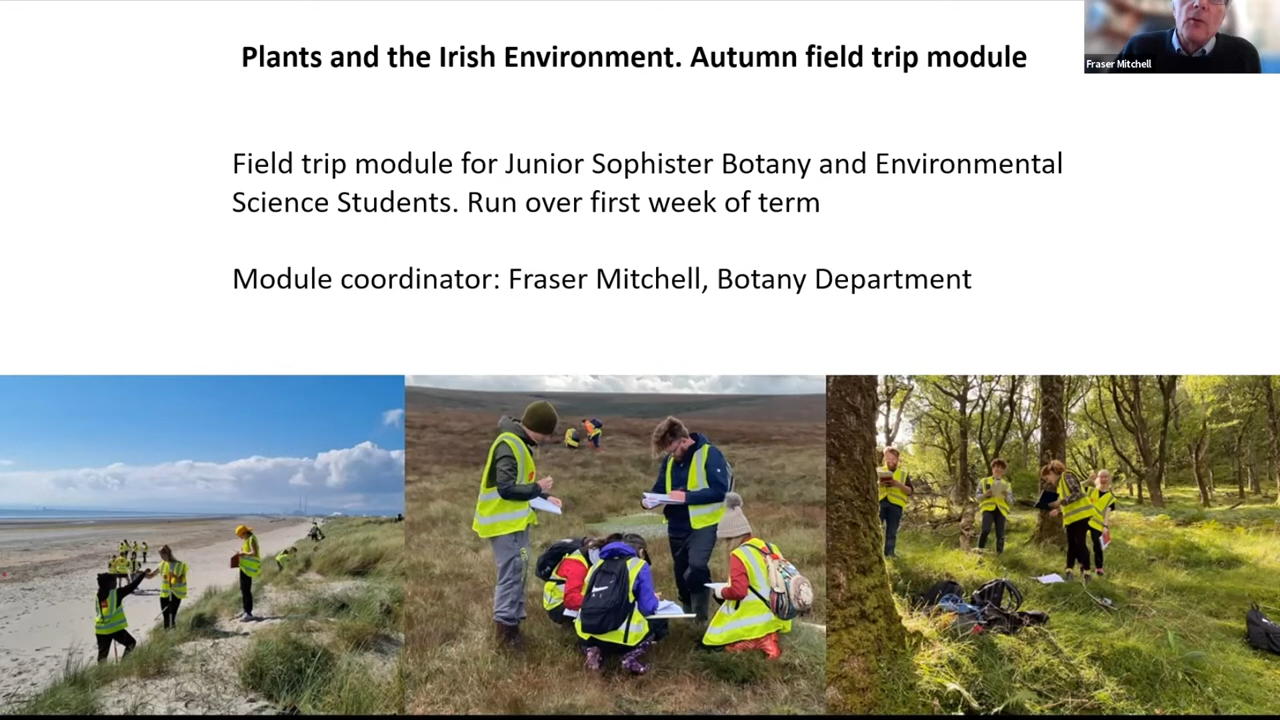 Plants and the Irish Environment. Autumn field trip module
Fraser Mitchell
Field trip module for Junior Sophister Botany and Environmental
Science Students. Run over first week of term
Module coordinator: Fraser Mitchell, Botany Department